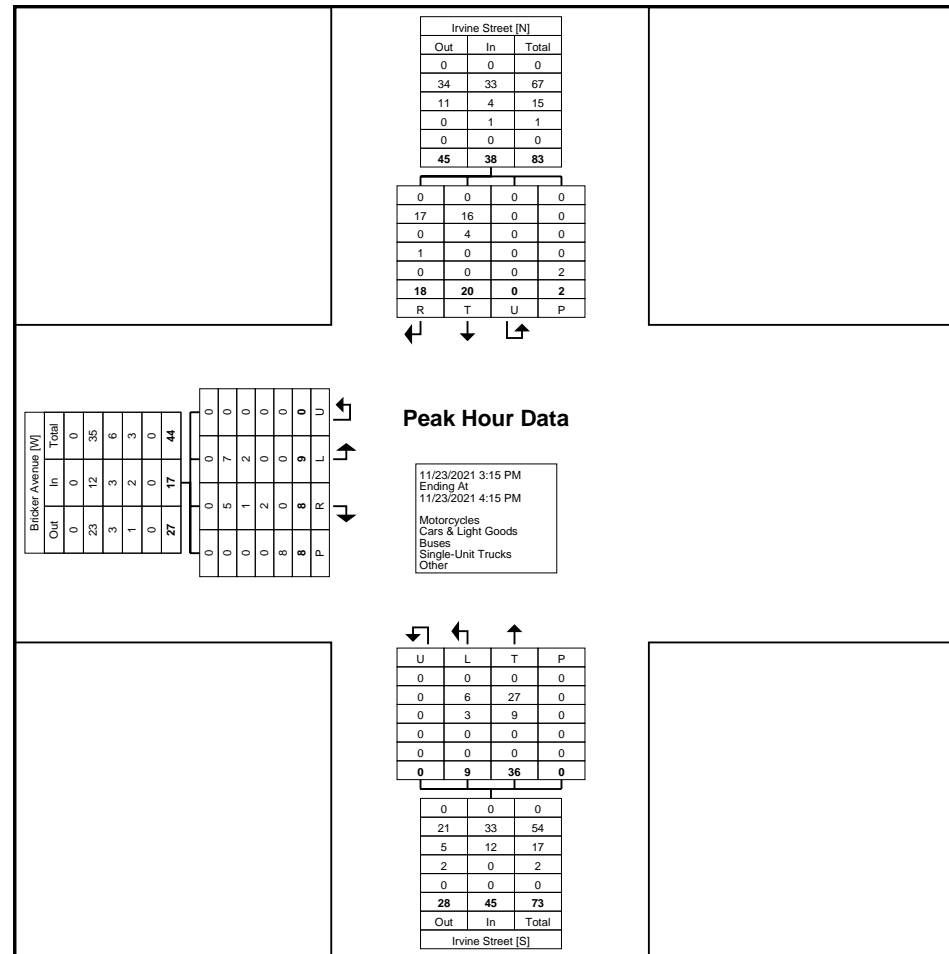 Irvine Street [N]
Out In Total
0 0 0
34 33 67
11 4 15
0 1 1
0 0 0
45 38 83
0 0 0 0
17 16 0 0
0 4 0 0
1 0 0 0
0 0 0 2
18 20 0 2
R T U P
Bricker Avenue [W]
Out In Total
0 0 0
23 12 35
3 3 6
1 2 3
0 0 0
27 17 44
0 0 0 0
0 5 7 0
0 1 2 0
0 2 0 0
8 0 0 0
8 8 9 0
P R L U
Peak Hour Data
11/23/2021 3:15 PM
Ending At
11/23/2021 4:15 PM
Motorcycles
Cars & Light Goods
Buses
Single-Unit Trucks
Other
U L T P
0 0 0 0
0 6 27 0
0 3 9 0
0 0 0 0
0 0 0 0
0 9 36 0
0 0 0
21 33 54
5 12 17
2 0 2
0 0 0
28 45 73
Out In Total
Irvine Street [S]